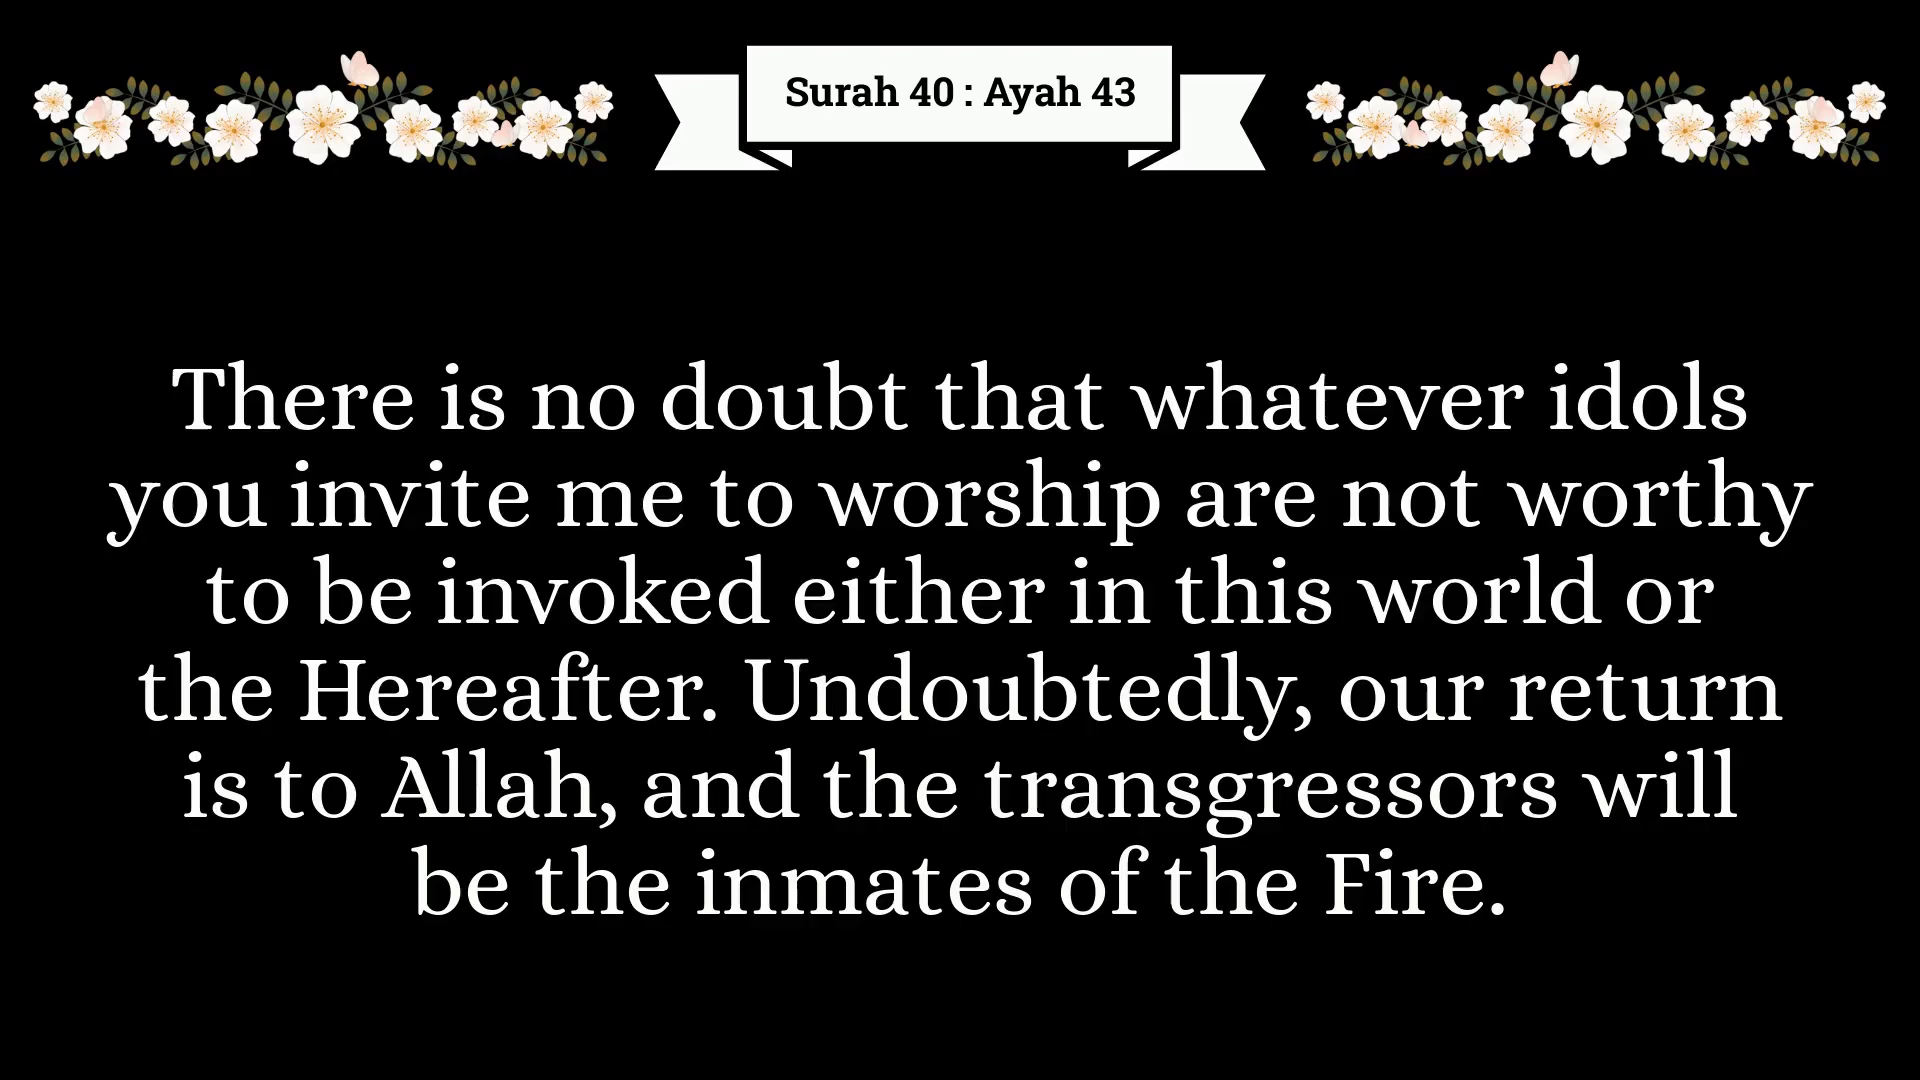 Surah 40 : Ayah 43
There is no doubt that whatever idols
you invite me to worship are not worthy
to be invoked either in this world or
the Hereafter. Undoubtedly, our return
is to Allah, and the transgressors will
be the inmates of the Fire.